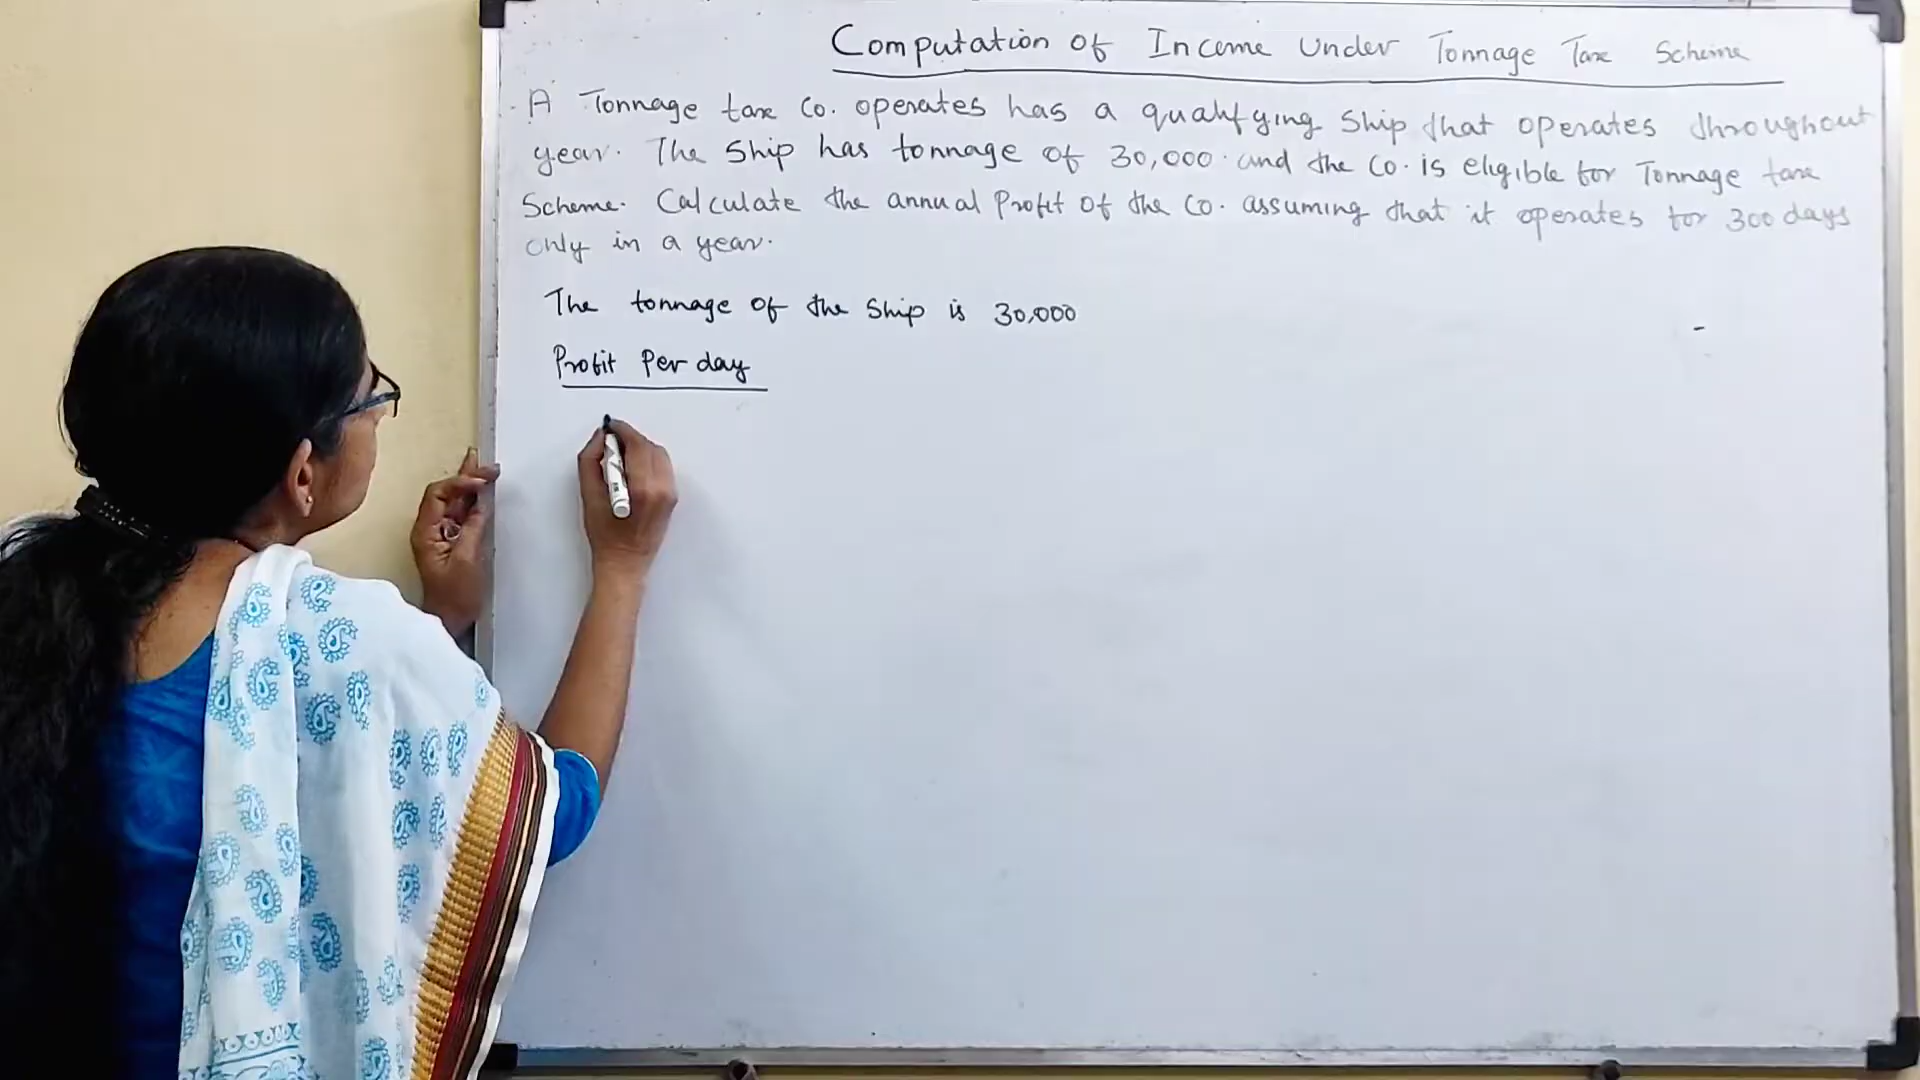 Computation of Income Under Tonnage Tax Scheme
A Tonnage tax Co. operates has a qualifying Ship that operates throughout
year. The Ship has tonnage of 30,000 and the Co. is eligible for Tonnage tax
Scheme. Calculate the annual Profit of the Co. assuming that it operates for 300 days
only in a year.
The tonnage of the Ship is 30,000
Profit Per day